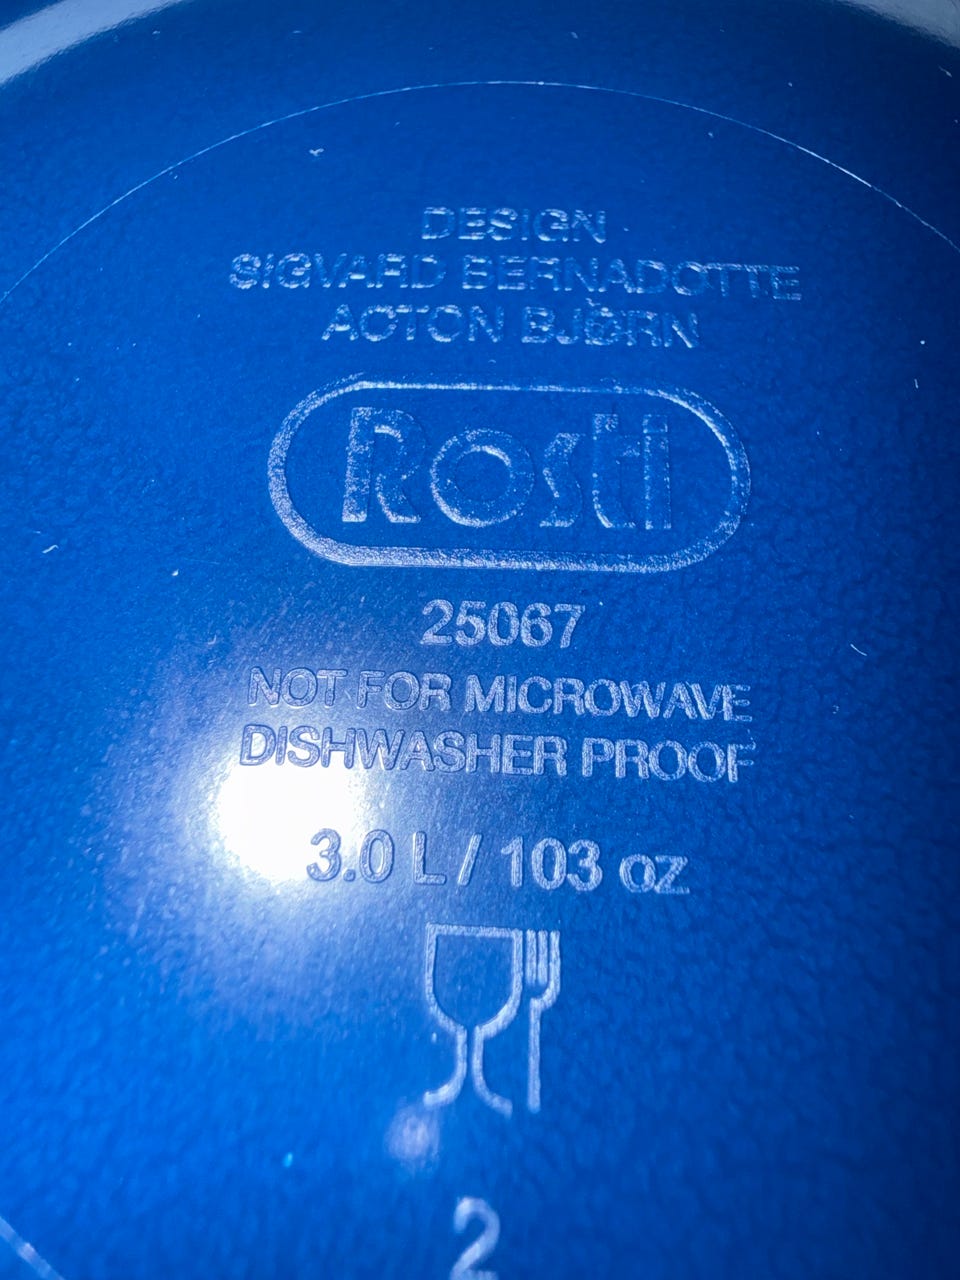 DESIGN
SIGVARD BERNADOTTE
ACTON BJØRN
Rosti
25067
NOT FOR MICROWAVE
DISHWASHER PROOF
3.0 L / 103 oz
2